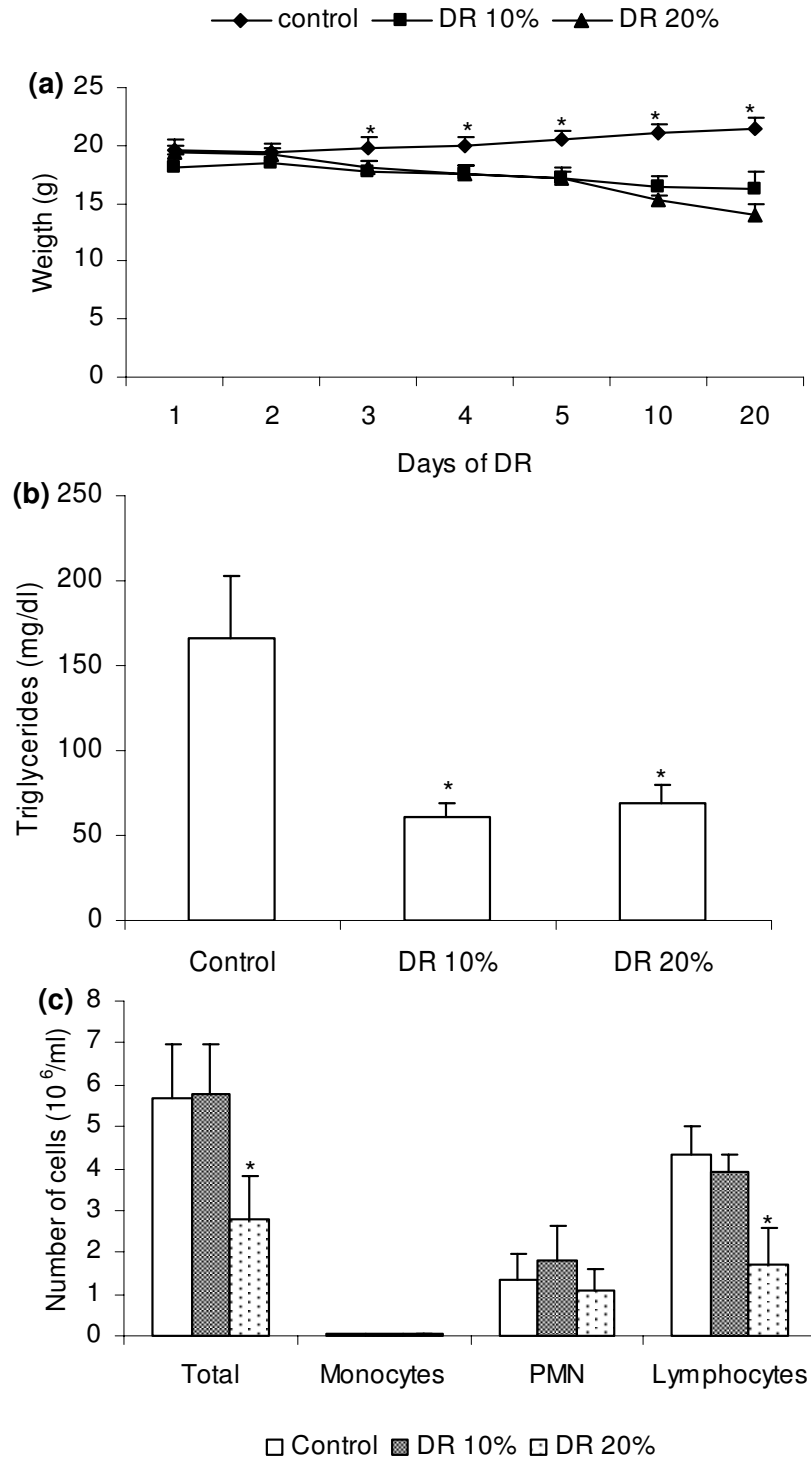 control DR 10% DR 20%
(a)
25
20
15
10
5
0
Weigth (g)
* * * * *
1 2 3 4 5 10 20
Days of DR
(b)
250
200
150
100
50
0
Triglycerides (mg/dl)
* *
Control DR 10% DR 20%
(c)
8
7
6
5
4
3
2
1
0
Number of cells (10^6/ml)
* *
Total Monocytes PMN Lymphocytes
Control DR 10% DR 20%